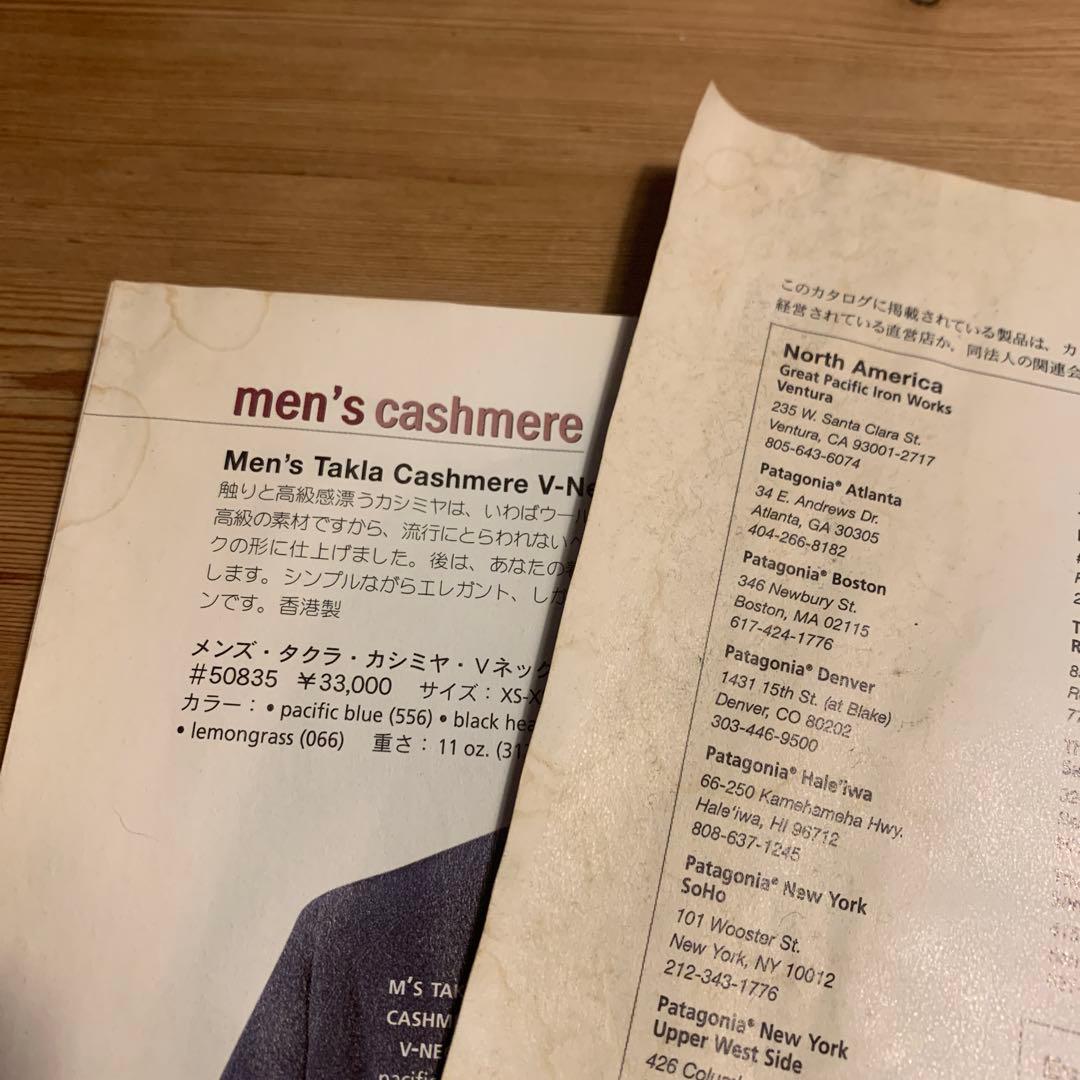 men's cashmere
Men's Takla Cashmere V-Ne
触りと高級感漂うカシミヤは、いわばウール
高級の素材ですから、流行にとらわれない
クの形に仕上げました。後は、あなたの
します。シンプルながらエレガント、しか
ンです。香港製
メンズ・タクラ・カシミヤ・Vネック
#50835 ¥33,000 サイズ：XS-X
カラー：• pacific blue (556) • black hea
• lemongrass (066) 重さ：11 oz. (31
M'S TAK
CASHM
V-NE
pacific
このカタログに掲載されている製品は、カ
経営されている直営店か、同法人の関連会
North America
Great Pacific Iron Works
Ventura
235 W. Santa Clara St.
Ventura, CA 93001-2717
805-643-6074
Patagonia® Atlanta
34 E. Andrews Dr.
Atlanta, GA 30305
404-266-8182
Patagonia® Boston
346 Newbury St.
Boston, MA 02115
617-424-1776
Patagonia® Denver
1431 15th St. (at Blake)
Denver, CO 80202
303-446-9500
Patagonia® Hale'iwa
66-250 Kamehameha Hwy.
Hale'iwa, HI 96712
808-637-1245
Patagonia® New York
SoHo
101 Wooster St.
New York, NY 10012
212-343-1776
Patagonia® New York
Upper West Side
426 Colum